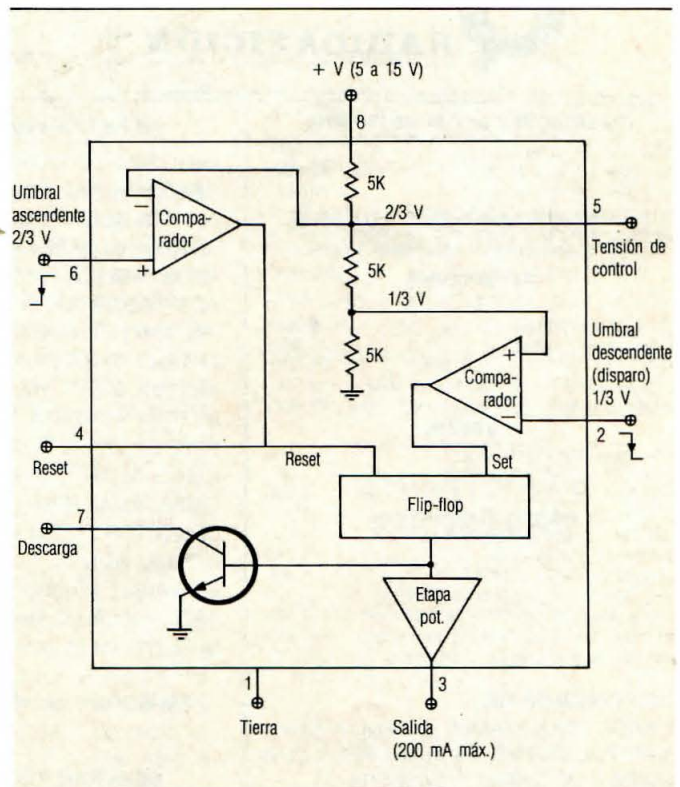 + V (5 a 15 V)
8
5K
Umbral
ascendente
2/3 V
6
−
+
Compa-
rador
2/3 V
5
Tensión de
control
5K
1/3 V
5K
+
−
Compa-
rador
Umbral
descendente
(disparo)
1/3 V
2
4
Reset
Reset
Set
Flip-flop
7
Descarga
Etapa
pot.
1
Tierra
3
Salida
(200 mA máx.)